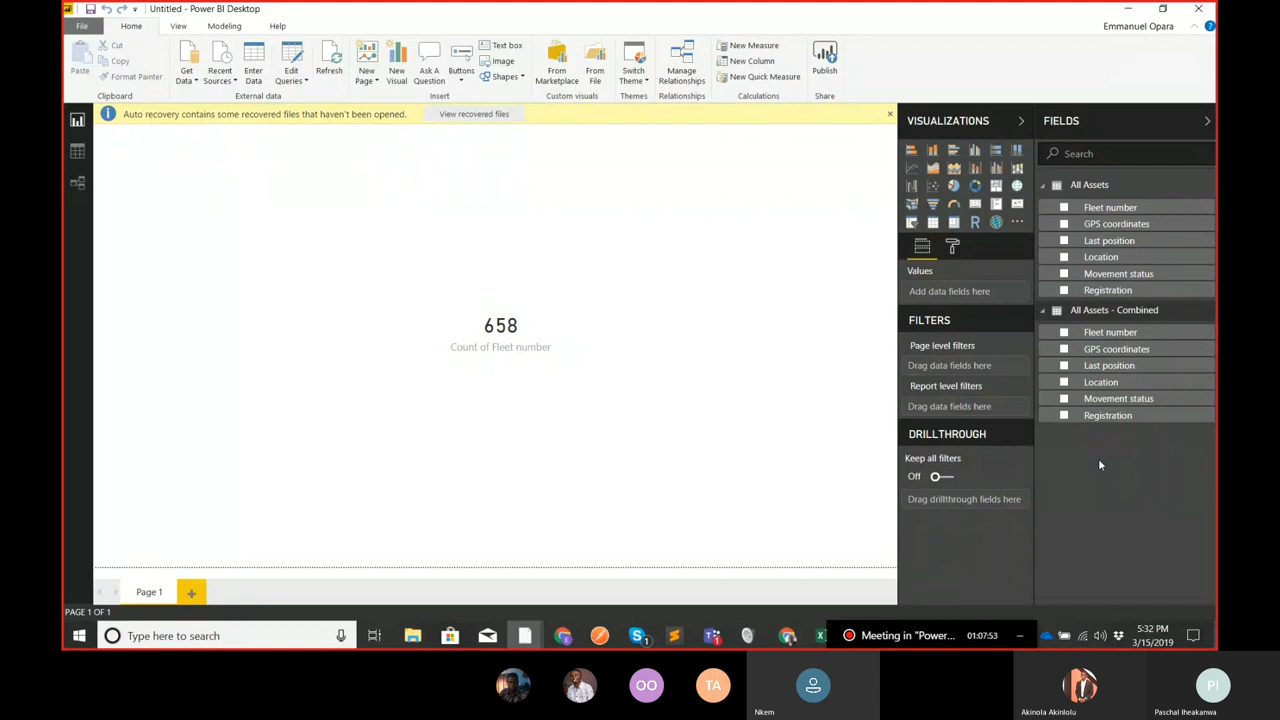 Untitled - Power BI Desktop
File Home View Modeling Help
Emmanuel Opara
Cut
Copy
Format Painter
Paste
Clipboard
Get Data
Recent Sources
Enter Data
Edit Queries
Refresh
External data
New Page
New Visual
Ask A Question
Buttons
Text box
Image
Shapes
Insert
From Marketplace
From File
Custom visuals
Switch Theme
Themes
Manage Relationships
Relationships
New Measure
New Column
New Quick Measure
Calculations
Publish
Share
Auto recovery contains some recovered files that haven't been opened.
View recovered files
658
Count of Fleet number
VISUALIZATIONS
R
Values
Add data fields here
FILTERS
Page level filters
Drag data fields here
Report level filters
Drag data fields here
DRILLTHROUGH
Keep all filters
Off
Drag drillthrough fields here
FIELDS
Search
All Assets
Fleet number
GPS coordinates
Last position
Location
Movement status
Registration
All Assets - Combined
Fleet number
GPS coordinates
Last position
Location
Movement status
Registration
Page 1
PAGE 1 OF 1
Type here to search
Meeting in "Power...
01:07:53
5:32 PM
3/15/2019
OO
TA
PI
Nkem
Akinola Akinlolu
Paschal Iheakanwa